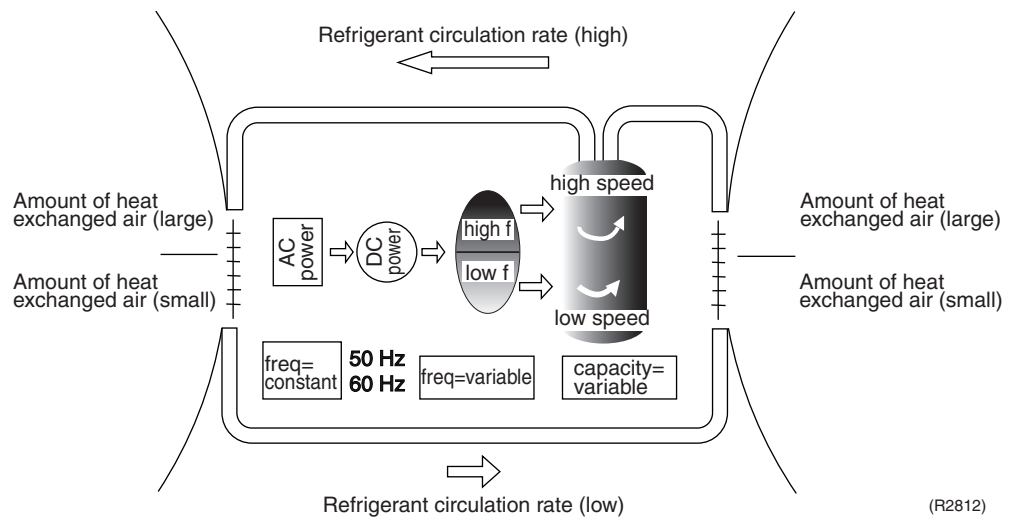 Refrigerant circulation rate (high)
high speed
Amount of heat
exchanged air (large)
Amount of heat
exchanged air (large)
AC
power
DC
power
high f
low f
Amount of heat
exchanged air (small)
Amount of heat
exchanged air (small)
low speed
freq=
constant
50 Hz
60 Hz
freq=variable
capacity=
variable
Refrigerant circulation rate (low)
(R2812)